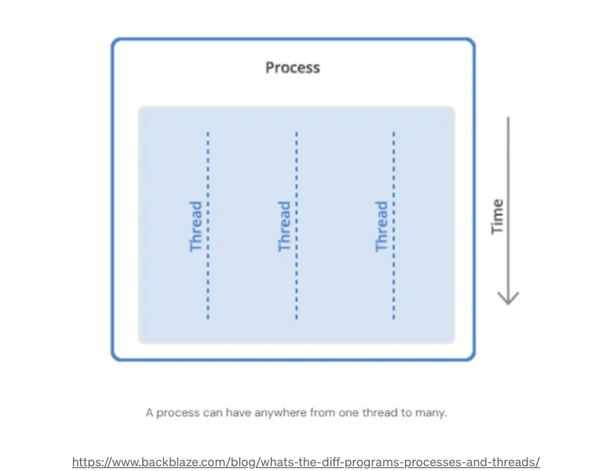 Process
Thread
Thread
Thread
Time
A process can have anywhere from one thread to many.
https://www.backblaze.com/blog/whats-the-diff-programs-processes-and-threads/